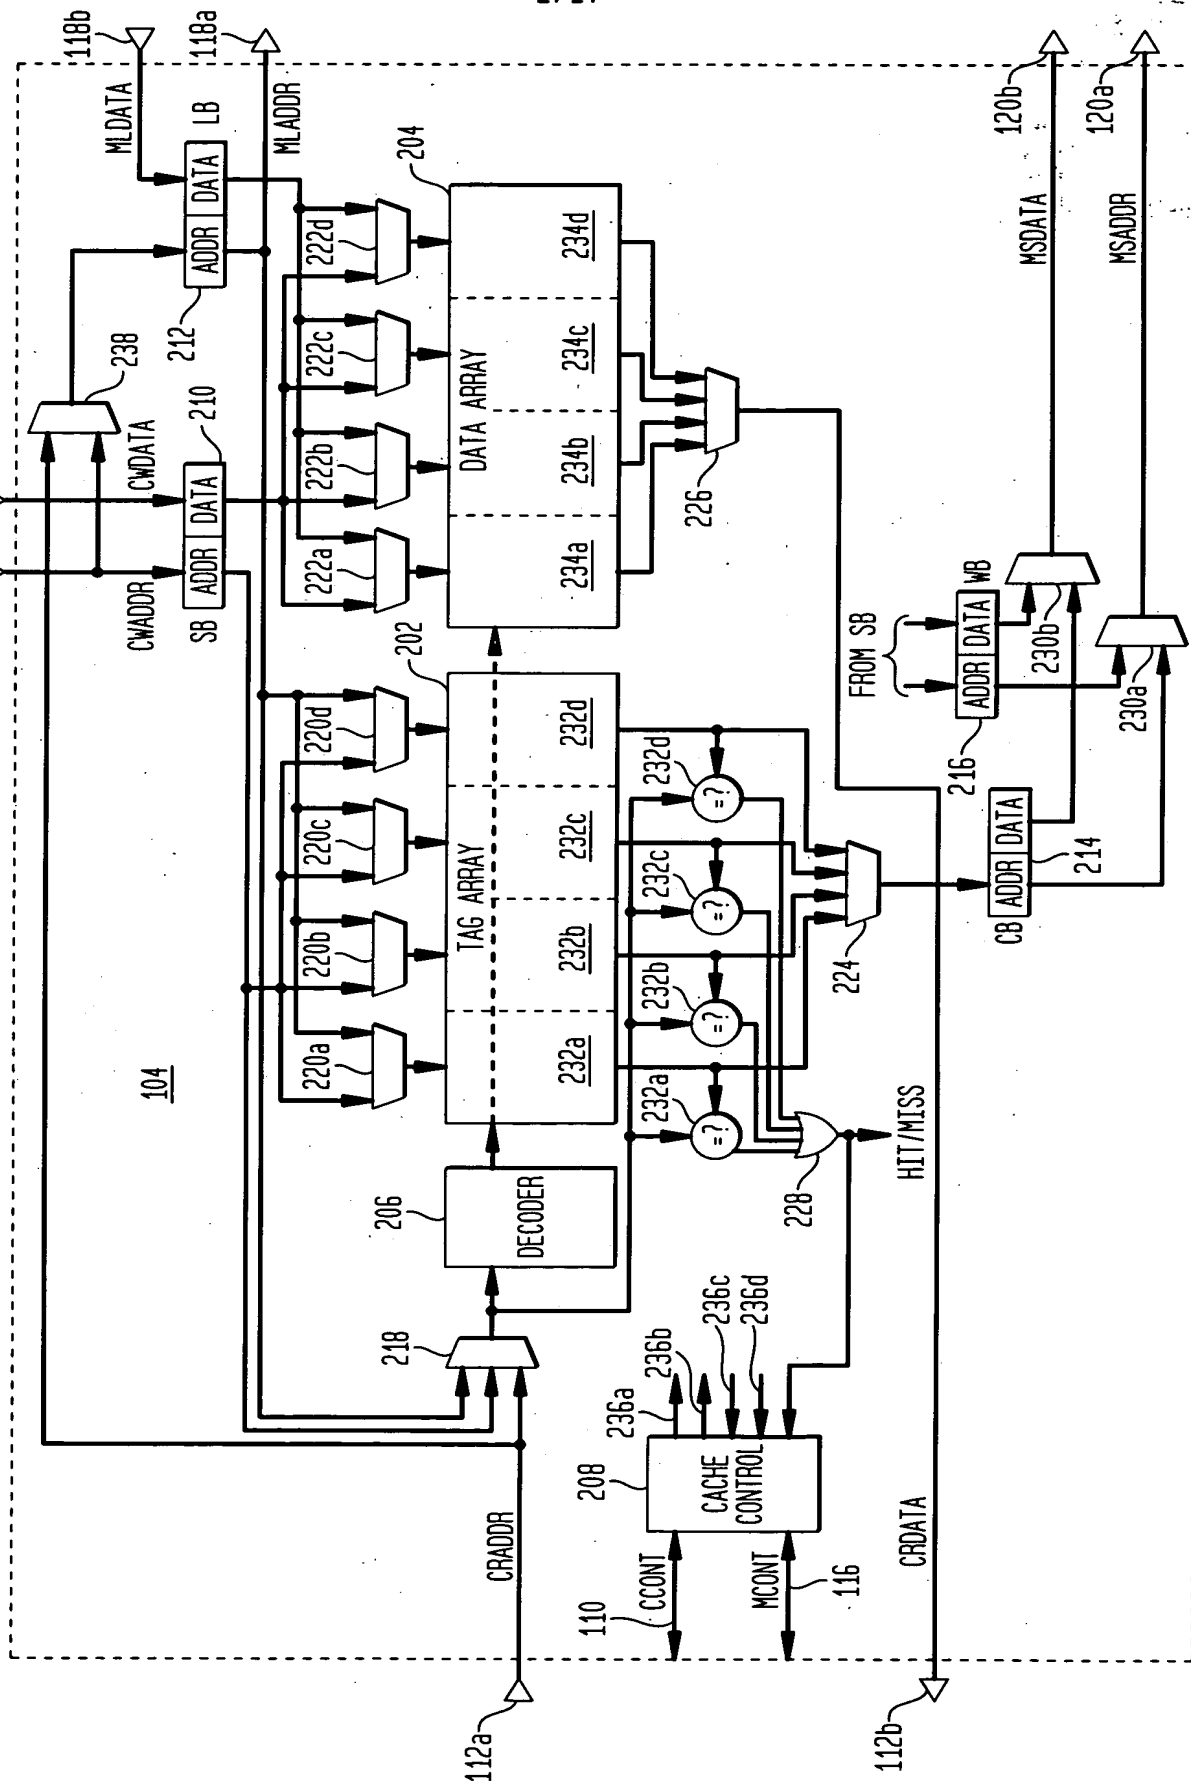 118b
118a
MLDATA
LB
MLADDR
ADDR DATA
212
238
CWDATA
210
CWADDR
ADDR DATA
SB
104
222d
222c
222b
222a
204
DATA ARRAY
234d
234c
234b
234a
226
220d
220c
220b
220a
202
TAG ARRAY
232d
232c
232b
232a
232d
=?
232c
=?
232b
=?
232a
=?
224
228
HIT/MISS
206
DECODER
218
CRADDR
112a
208
CACHE
CONTROL
236a
236b
236c
236d
CCONT
110
MCONT
116
CRDATA
112b
CB
ADDR DATA
214
FROM SB
216
ADDR DATA
WB
230b
230a
MSDATA
MSADDR
120b
120a